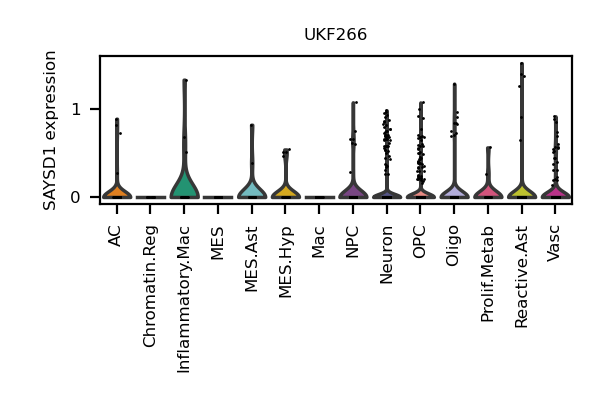 UKF266
SAYSD1 expression
1
0
AC
Chromatin.Reg
Inflammatory.Mac
MES
MES.Ast
MES.Hyp
Mac
NPC
Neuron
OPC
Oligo
Prolif.Metab
Reactive.Ast
Vasc